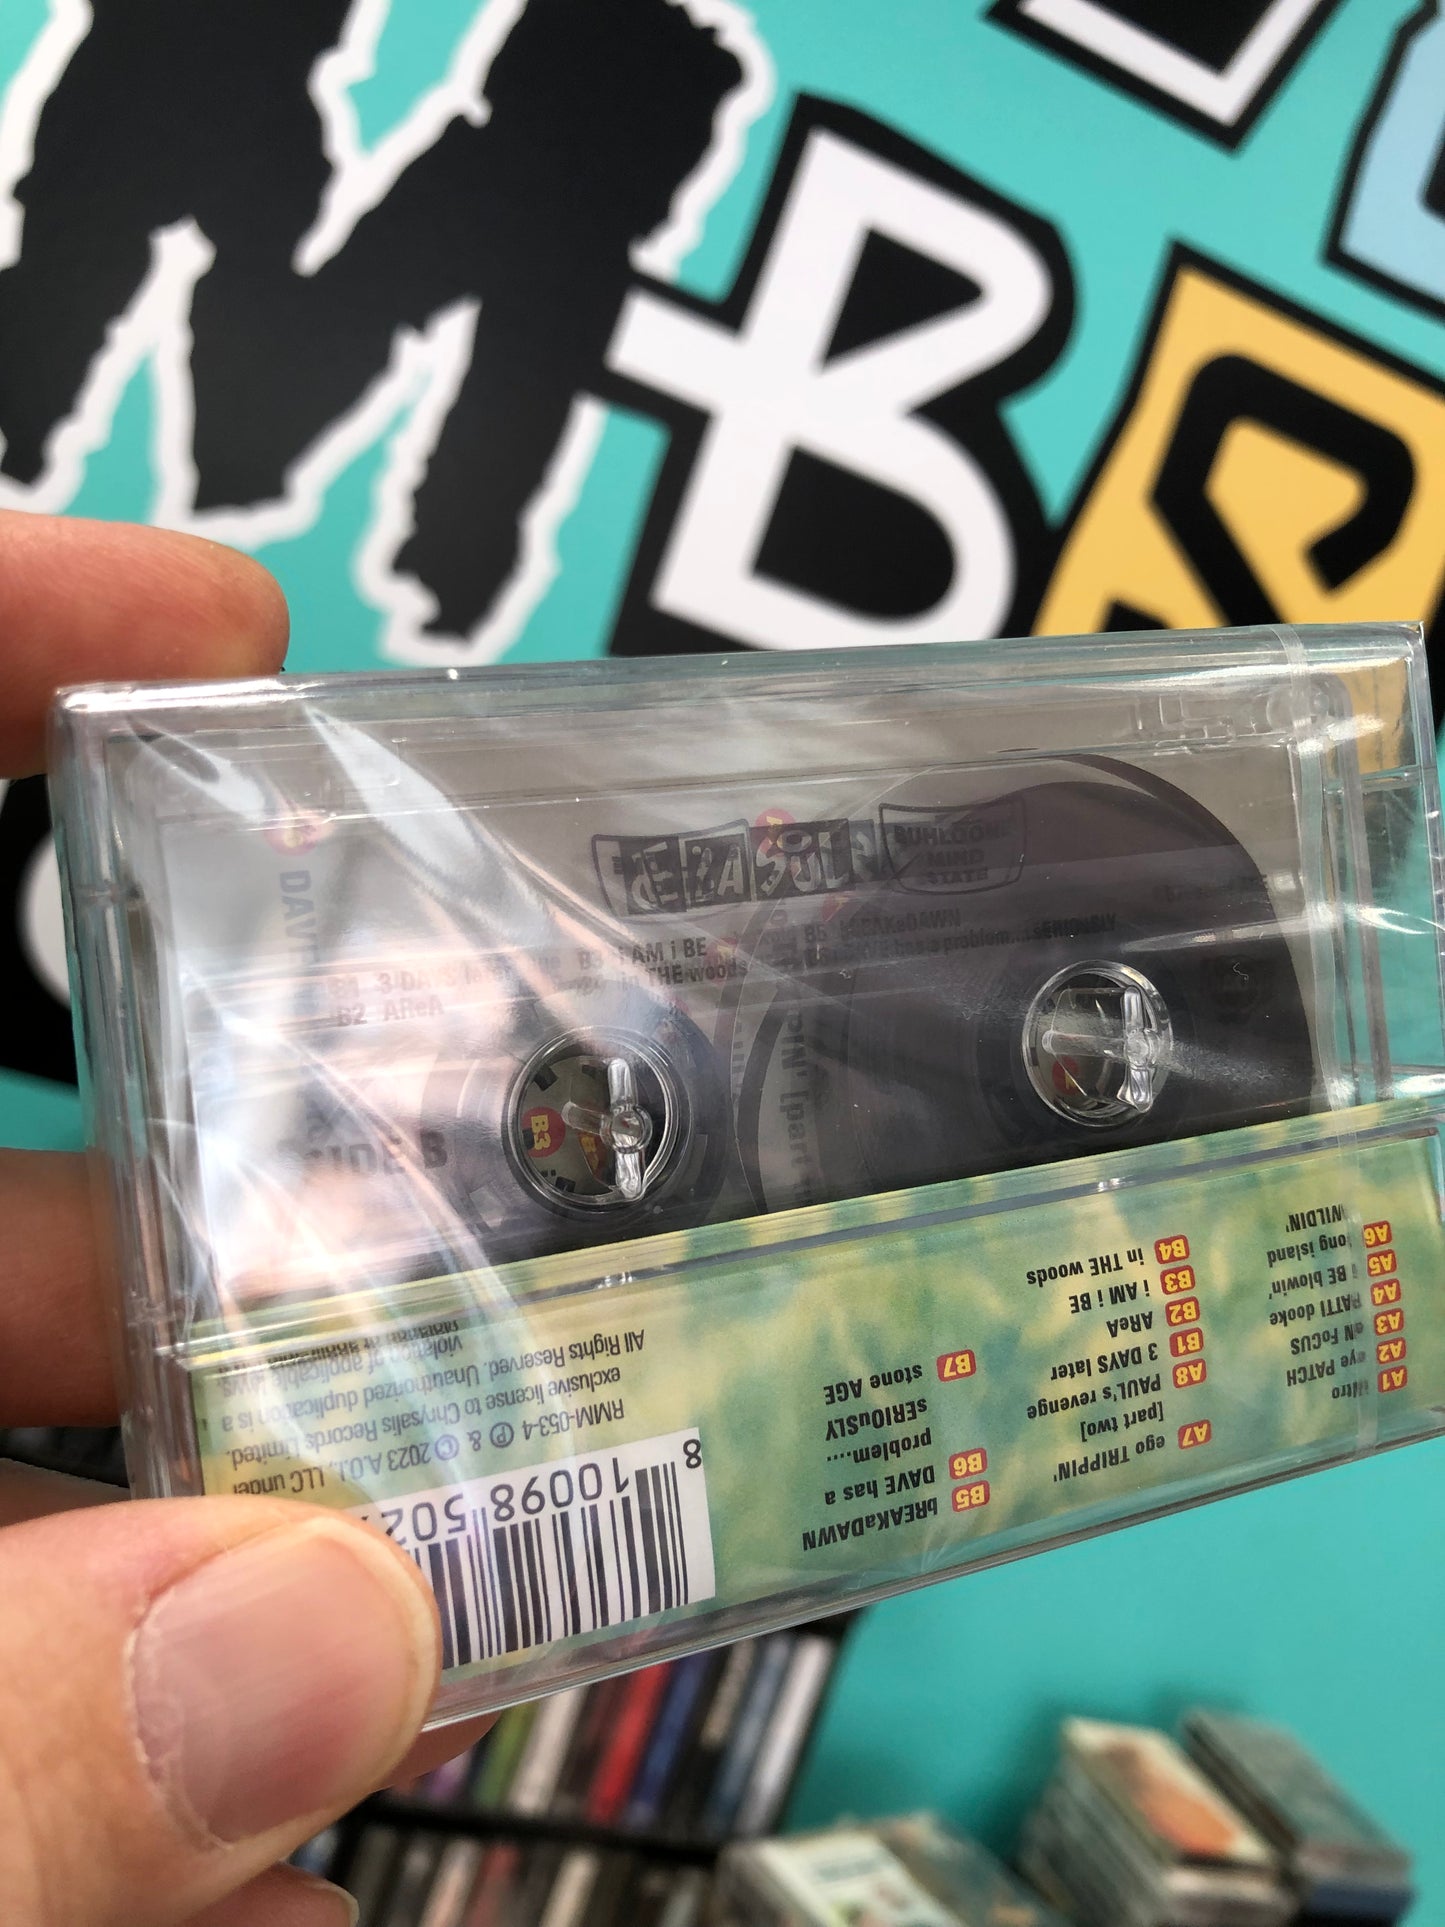 DE LA SOUL
BUHLOONE
MIND
STATE
B1 3 DAYS later
B2 AReA
B3 i AM i BE
B4 in THE woods
B5 bREAKaDAWN
B6 DAVE has a problem....sERIOuSLY
SIDE B
B3
A1 intro
A2 eye PATCH
A3 eN FoCUS
A4 PATTI dooke
A5 i BE blowin'
A6 long island
WILDIN'
A7 ego TRIPPIN'
[part two]
A8 PAUL's revenge
B1 3 DAYS later
B2 AReA
B3 i AM i BE
B4 in THE woods
B5 bREAKaDAWN
B6 DAVE has a
problem....
sERIOuSLY
B7 stone AGE
RMM-053-4 ℗ & © 2023 A.O.I., LLC under
exclusive license to Chrysalis Records Limited.
All Rights Reserved. Unauthorized duplication is a
violation of applicable laws.
8 10098 502